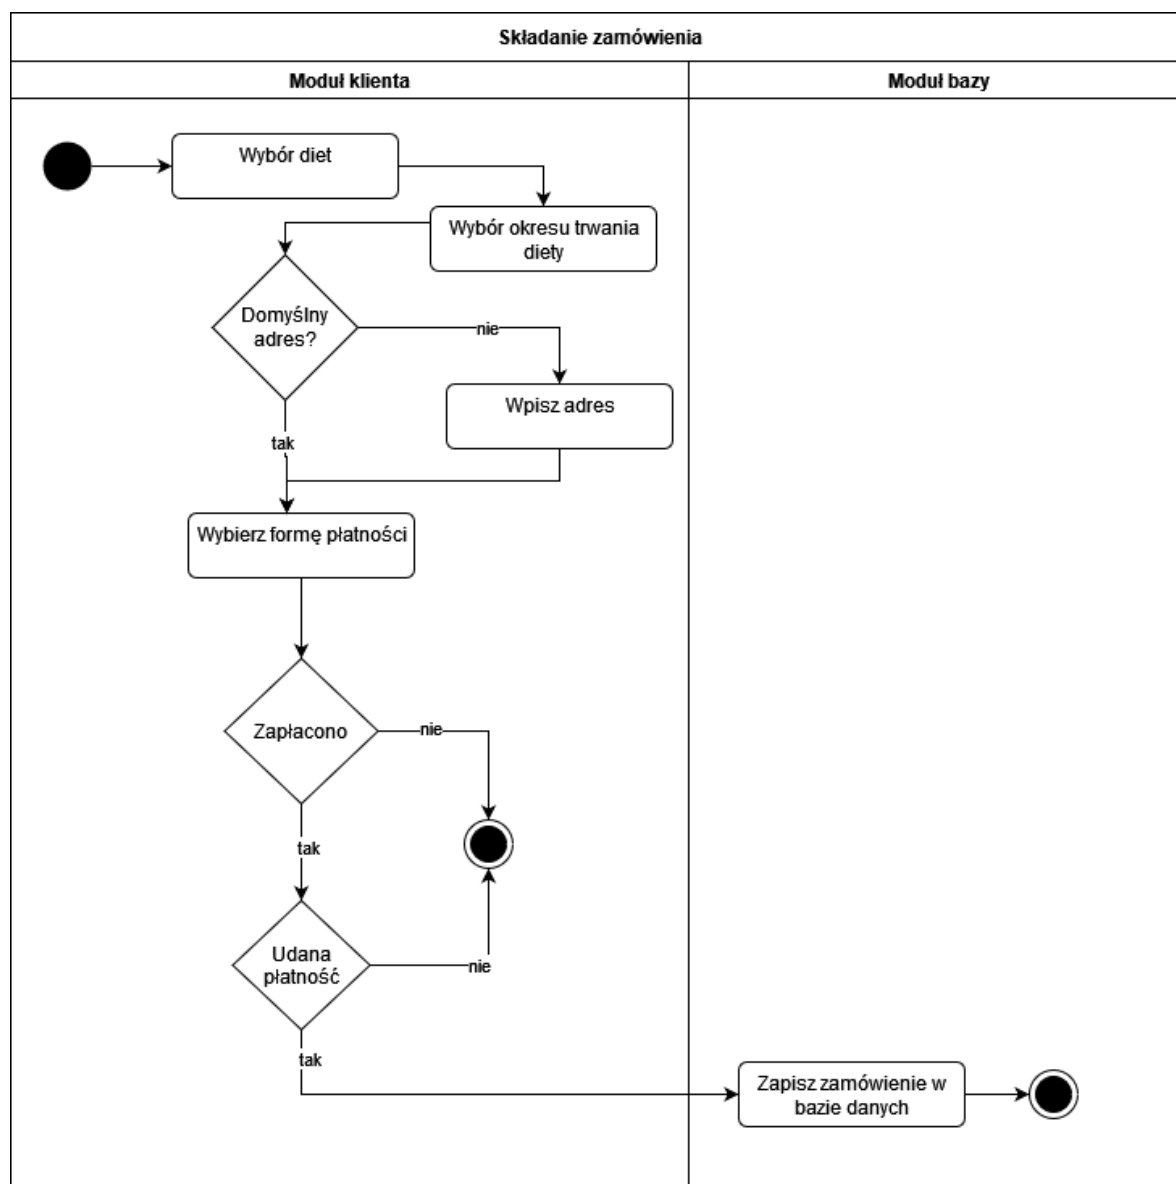 Składanie zamówienia
Moduł klienta
Moduł bazy
Wybór diet
Wybór okresu trwania
diety
Domyślny
adres?
nie
Wpisz adres
tak
Wybierz formę płatności
Zapłacono
nie
tak
Udana
płatność
nie
tak
Zapisz zamówienie w
bazie danych